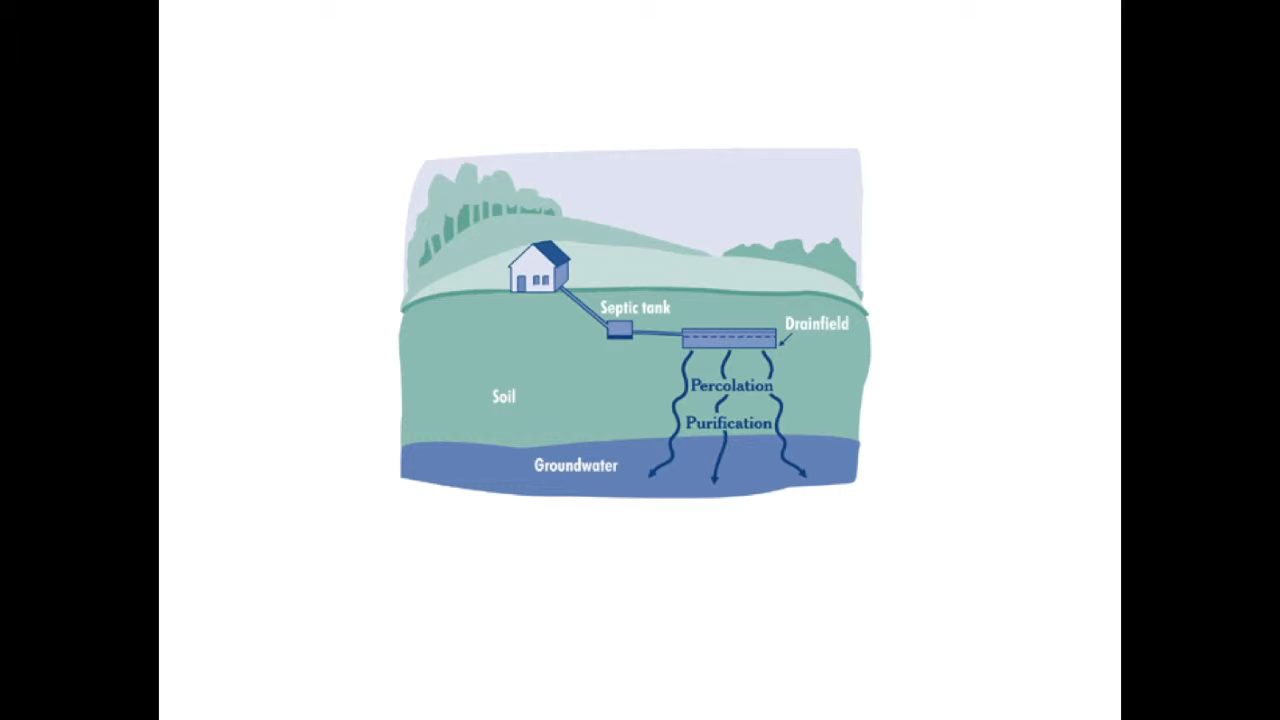 Septic tank
Drainfield
Percolation
Soil
Purification
Groundwater